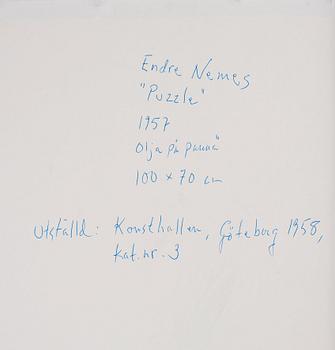 Endre Nemes
"Puzzle"
1957
Olja på pannå
100 x 70 cm
Utställd: Konsthallen, Göteborg 1958,
kat.nr. 3